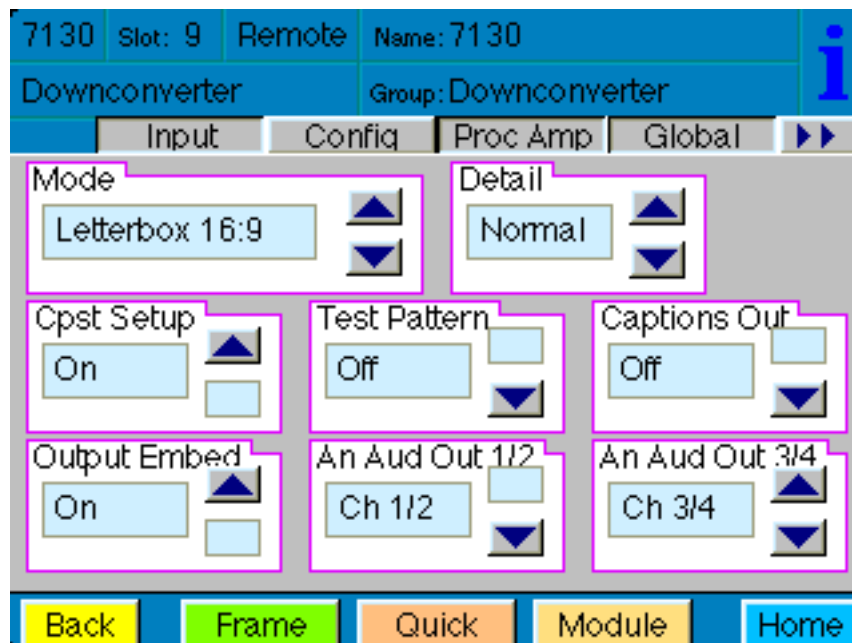 7130 Slot: 9 Remote Name: 7130
Downconverter Group: Downconverter
i
Input Config Proc Amp Global
Mode Detail
Letterbox 16:9 Normal
Cpst Setup Test Pattern Captions Out
On Off Off
Output Embed An Aud Out 1/2 An Aud Out 3/4
On Ch 1/2 Ch 3/4
Back Frame Quick Module Home